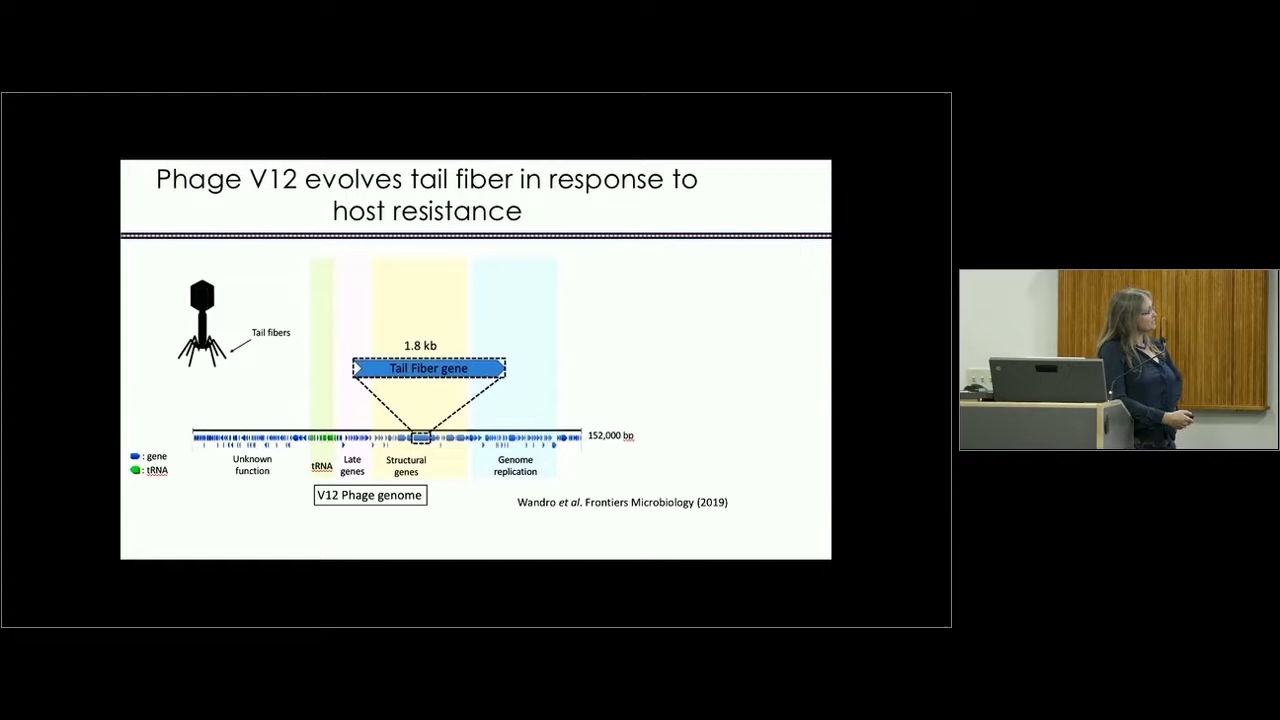 Phage V12 evolves tail fiber in response to
host resistance
Tail fibers
1.8 kb
Tail Fiber gene
152,000 bp
: gene
: tRNA
Unknown
function
tRNA
Late
genes
Structural
genes
Genome
replication
V12 Phage genome
Wandro et al. Frontiers Microbiology (2019)